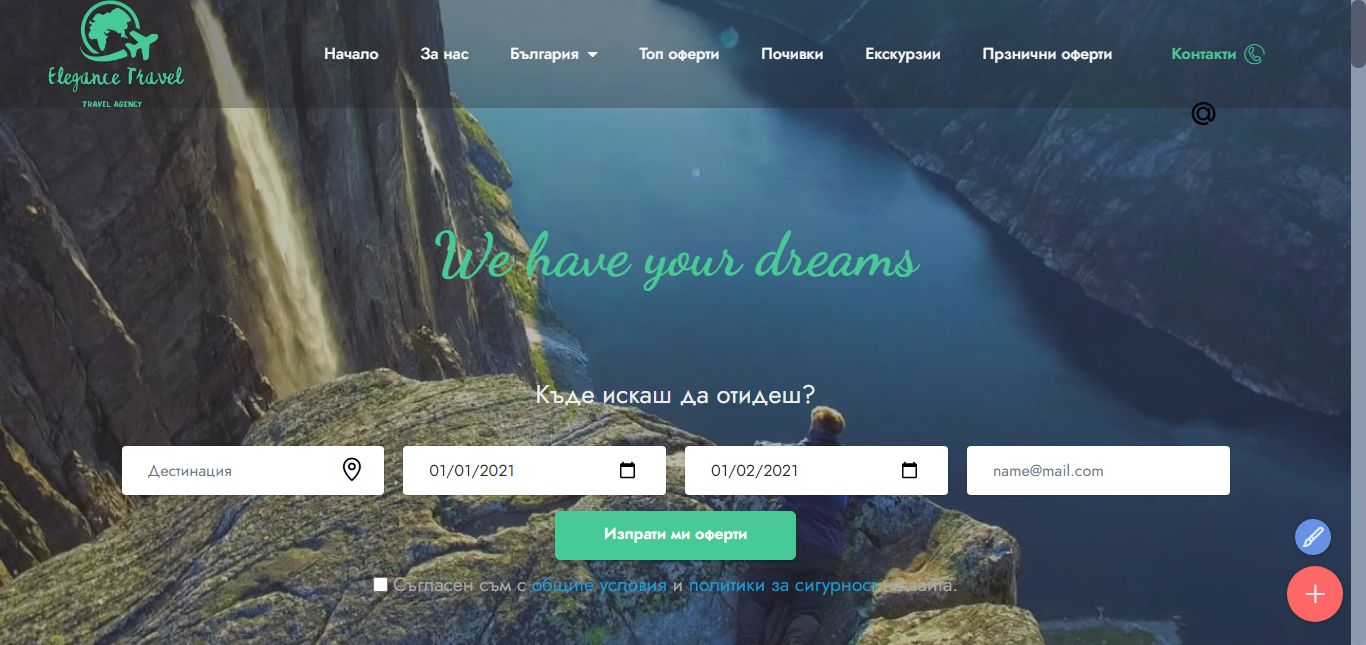 Elegance Travel
TRAVEL AGENCY
Начало За нас България Топ оферти Почивки Екскурзии Прзнични оферти Контакти
@
We have your dreams
Къде искаш да отидеш?
Дестинация 01/01/2021 01/02/2021 name@mail.com
Изпрати ми оферти
Съгласен съм с общите условия и политики за сигурност на сайта.